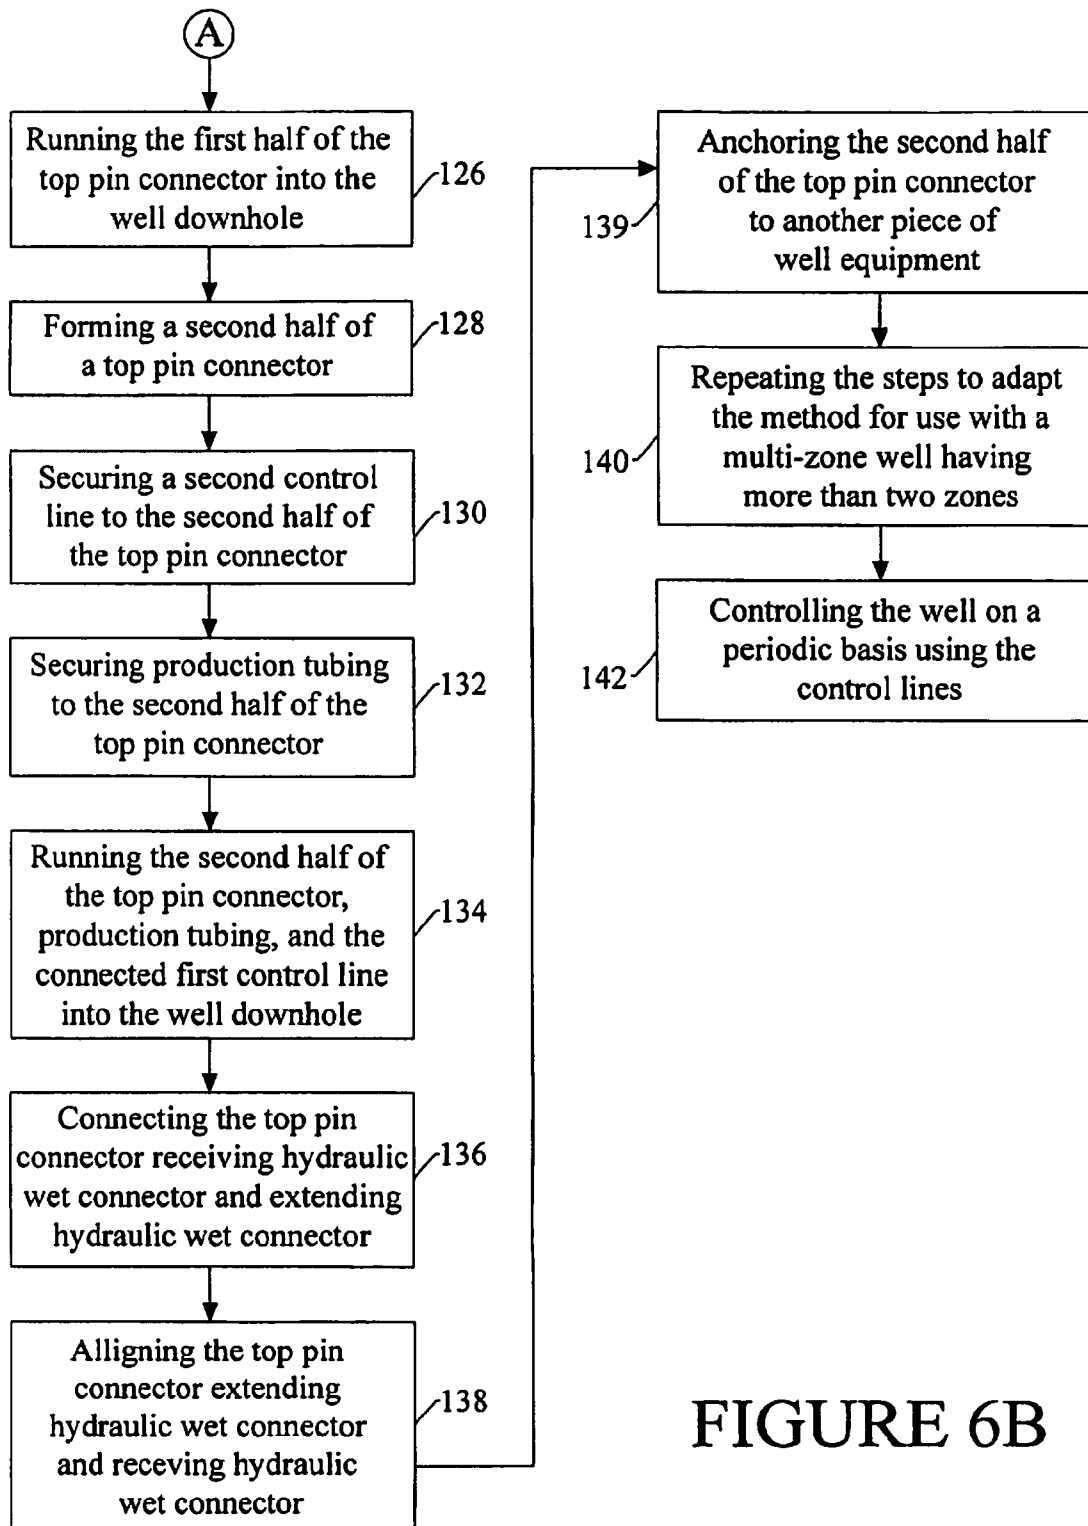 A
Running the first half of the
top pin connector into the
well downhole
126
Forming a second half of
a top pin connector
128
Securing a second control
line to the second half of
the top pin connector
130
Securing production tubing
to the second half of the
top pin connector
132
Running the second half of
the top pin connector,
production tubing, and the
connected first control line
into the well downhole
134
Connecting the top pin
connector receiving hydraulic
wet connector and extending
hydraulic wet connector
136
Alligning the top pin
connector extending
hydraulic wet connector
and receving hydraulic
wet connector
138
Anchoring the second half
of the top pin connector
to another piece of
well equipment
139
Repeating the steps to adapt
the method for use with a
multi-zone well having
more than two zones
140
Controlling the well on a
periodic basis using the
control lines
142
FIGURE 6B